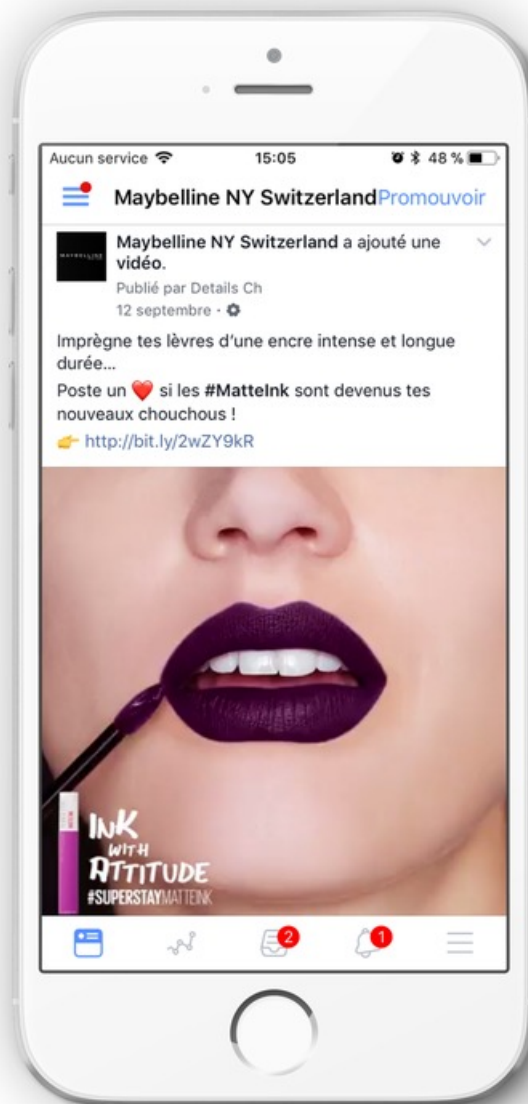 Aucun service 15:05 48 %
Maybelline NY Switzerland Promouvoir
MAYBELLINE
Maybelline NY Switzerland a ajouté une
vidéo.
Publié par Details Ch
12 septembre ·
Imprègne tes lèvres d'une encre intense et longue
durée...
Poste un ❤️ si les #MatteInk sont devenus tes
nouveaux chouchous !
👉 http://bit.ly/2wZY9kR
INK
WITH
ATTITUDE
#SUPERSTAYMATTEINK
2
1